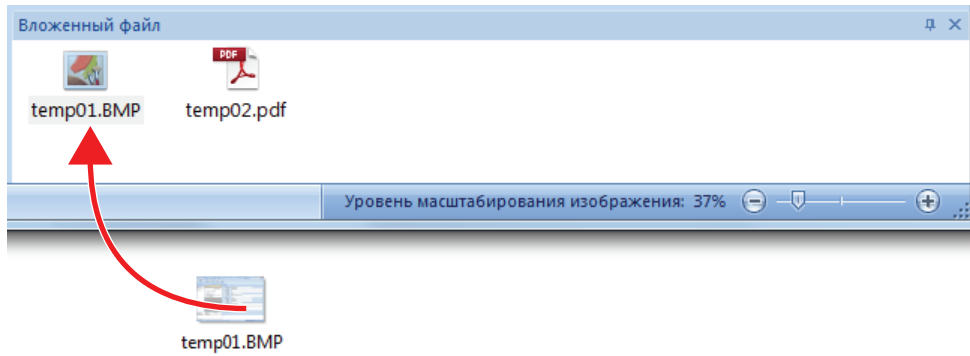 Вложенный файл
PDF
temp01.BMP temp02.pdf
Уровень масштабирования изображения: 37%
temp01.BMP